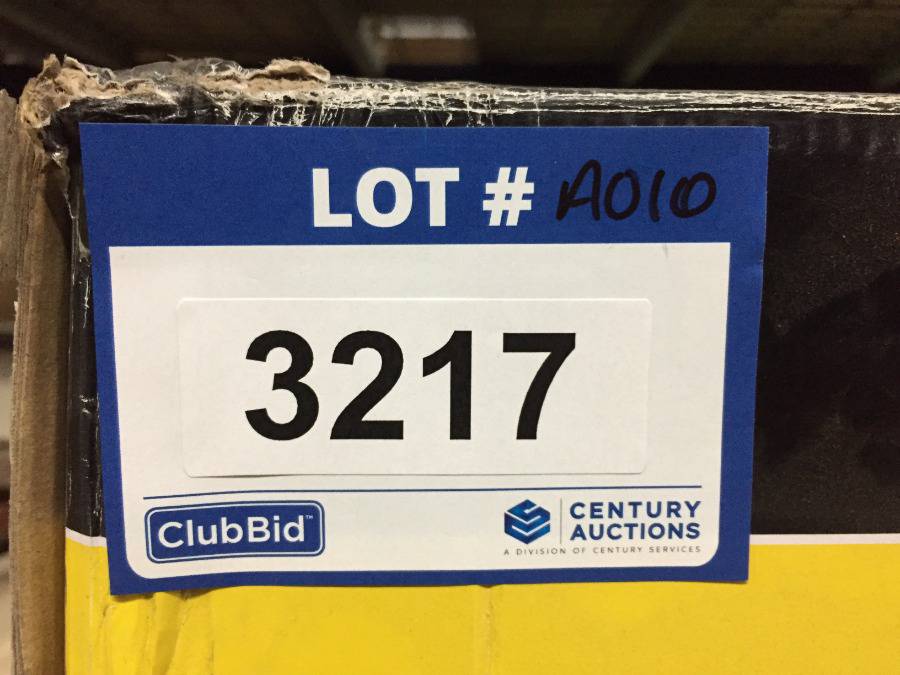 LOT # A010
3217
ClubBid™
CENTURY
AUCTIONS
A DIVISION OF CENTURY SERVICES